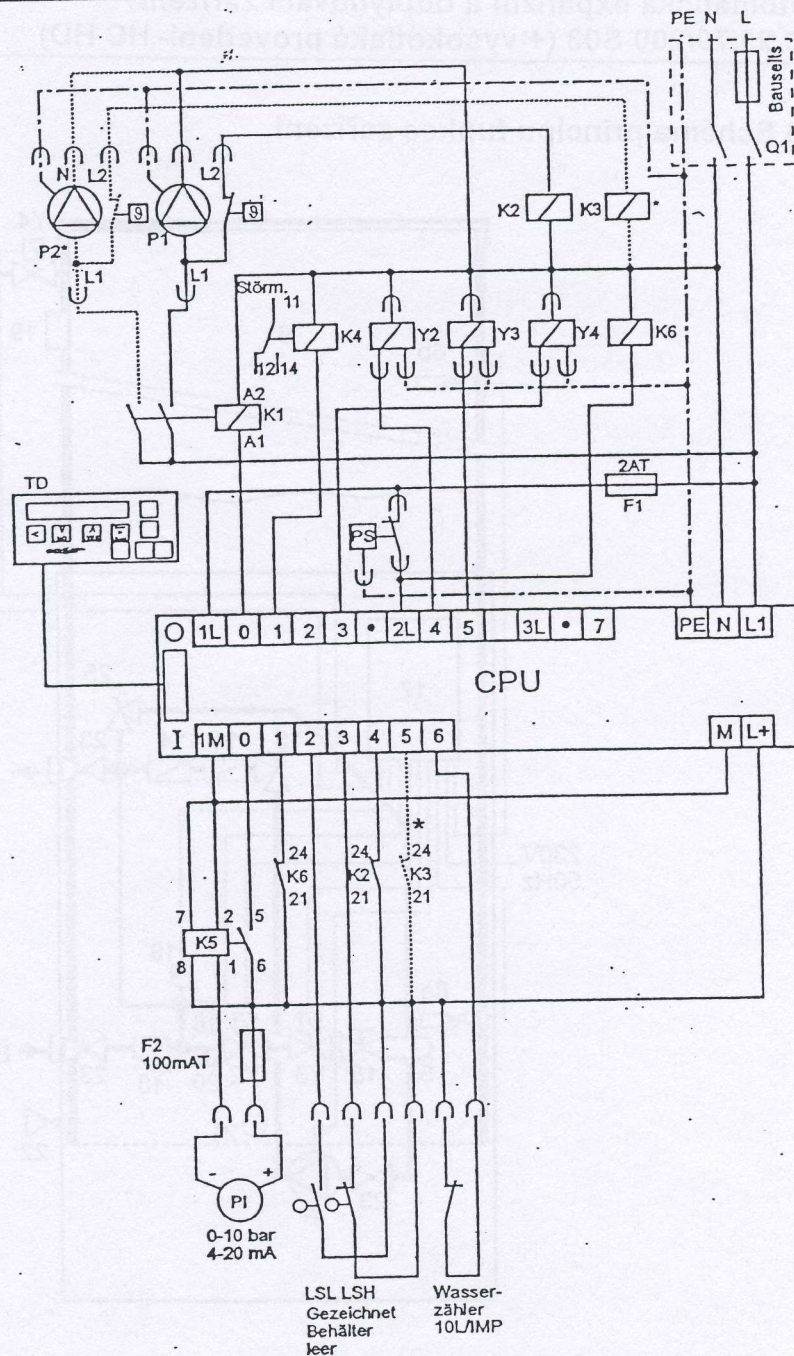 PE N L
Bauseits
Q1
N L2
L2
ϑ
ϑ
P2*
P1
L1
L1
K2
K3 *
Störm.
11
12 14
K4
Y2
Y3
Y4
K6
A2
K1
A1
2AT
F1
TD
PS
O 1L 0 1 2 3 • 2L 4 5 3L • 7 PE N L1
CPU
I 1M 0 1 2 3 4 5 6 M L+
*
24
K6
21
24
K2
21
24
K3
21
7 2 5
K5
8 1 6
F2
100mAT
- +
PI
0-10 bar
4-20 mA
LSL LSH
Gezeichnet
Behälter
leer
Wasser-
zähler
10L/IMP